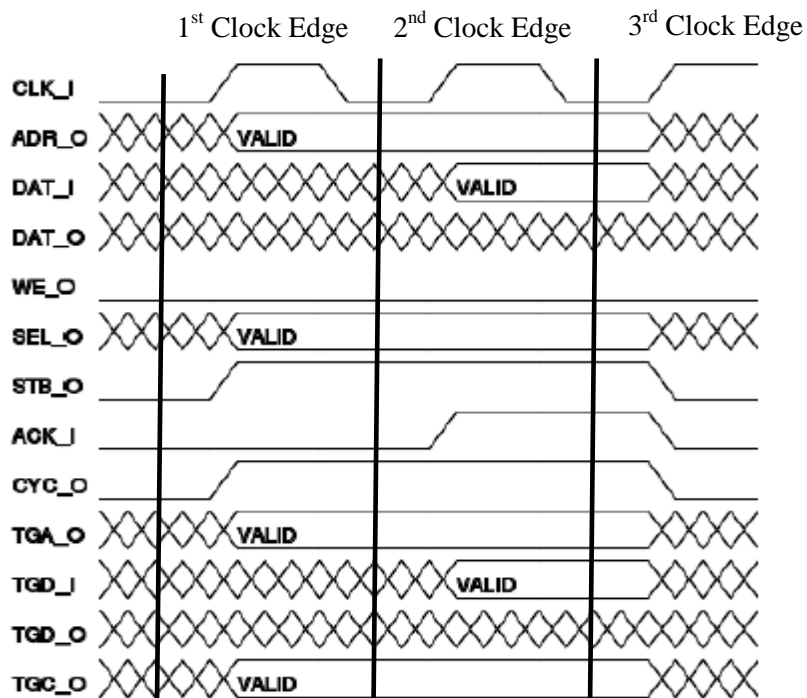 1st Clock Edge 2nd Clock Edge 3rd Clock Edge
CLK_I
ADR_O VALID
DAT_I VALID
DAT_O
WE_O
SEL_O VALID
STB_O
ACK_I
CYC_O
TGA_O VALID
TGD_I VALID
TGD_O
TGC_O VALID